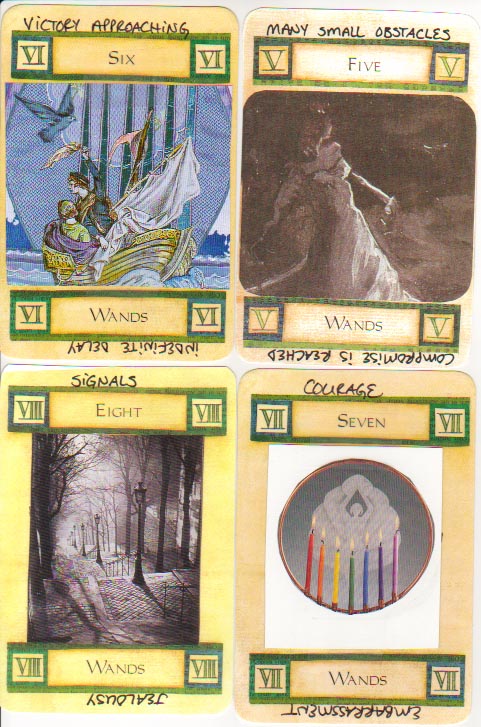 VICTORY APPROACHING
VI SIX VI
VI WANDS VI
INDEFINITE DELAY
MANY SMALL OBSTACLES
V FIVE V
V WANDS V
COMPROMISE IS REACHED
SIGNALS
VIII EIGHT VIII
VIII WANDS VIII
JEALOUSY
COURAGE
VII SEVEN VII
VII WANDS VII
EMBARRASSMENT